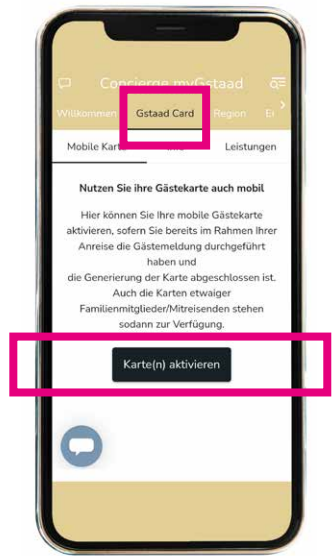 Concierge myGstaad
Willkommen Gstaad Card Region
Mobile Karte Leistungen
Nutzen Sie ihre Gästekarte auch mobil
Hier können Sie Ihre mobile Gästekarte
aktivieren, sofern Sie bereits im Rahmen Ihrer
Anreise die Gästemeldung durchgeführt
haben und
die Generierung der Karte abgeschlossen ist.
Auch die Karten etwaiger
Familienmitglieder/Mitreisenden stehen
sodann zur Verfügung.
Karte(n) aktivieren